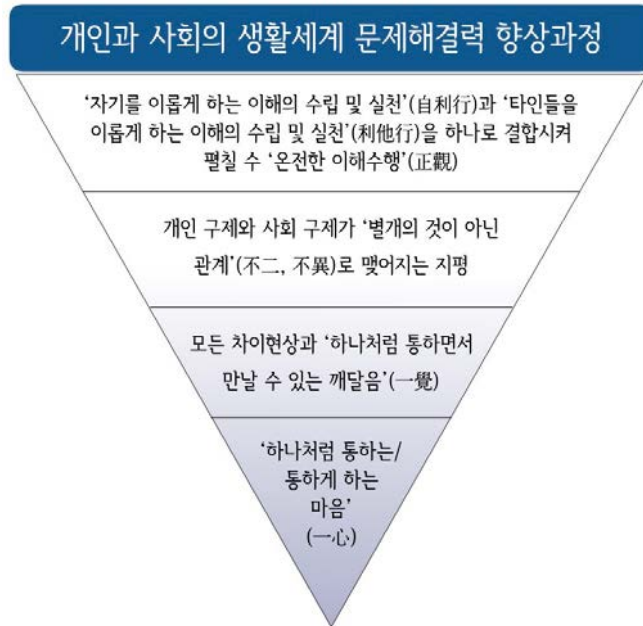 개인과 사회의 생활세계 문제해결력 향상과정
‘자기를 이롭게 하는 이해의 수립 및 실천’(自利行)과 ‘타인들을
이롭게 하는 이해의 수립 및 실천’(利他行)을 하나로 결합시켜
펼칠 수 ‘온전한 이해수행’(正觀)
개인 구제와 사회 구제가 ‘별개의 것이 아닌
관계’(不二, 不異)로 맺어지는 지평
모든 차이현상과 ‘하나처럼 통하면서
만날 수 있는 깨달음’(一覺)
‘하나처럼 통하는/
통하게 하는
마음’
(一心)